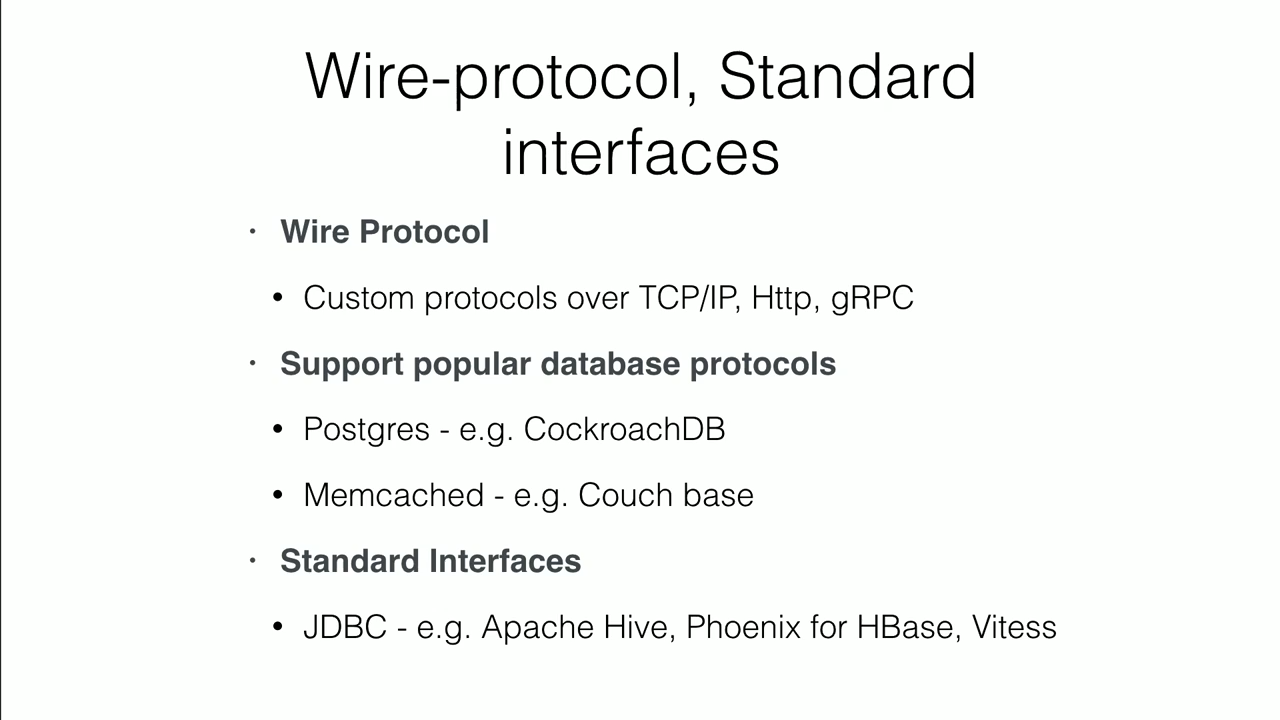 Wire-protocol, Standard
interfaces
· Wire Protocol
• Custom protocols over TCP/IP, Http, gRPC
· Support popular database protocols
• Postgres - e.g. CockroachDB
• Memcached - e.g. Couch base
· Standard Interfaces
• JDBC - e.g. Apache Hive, Phoenix for HBase, Vitess